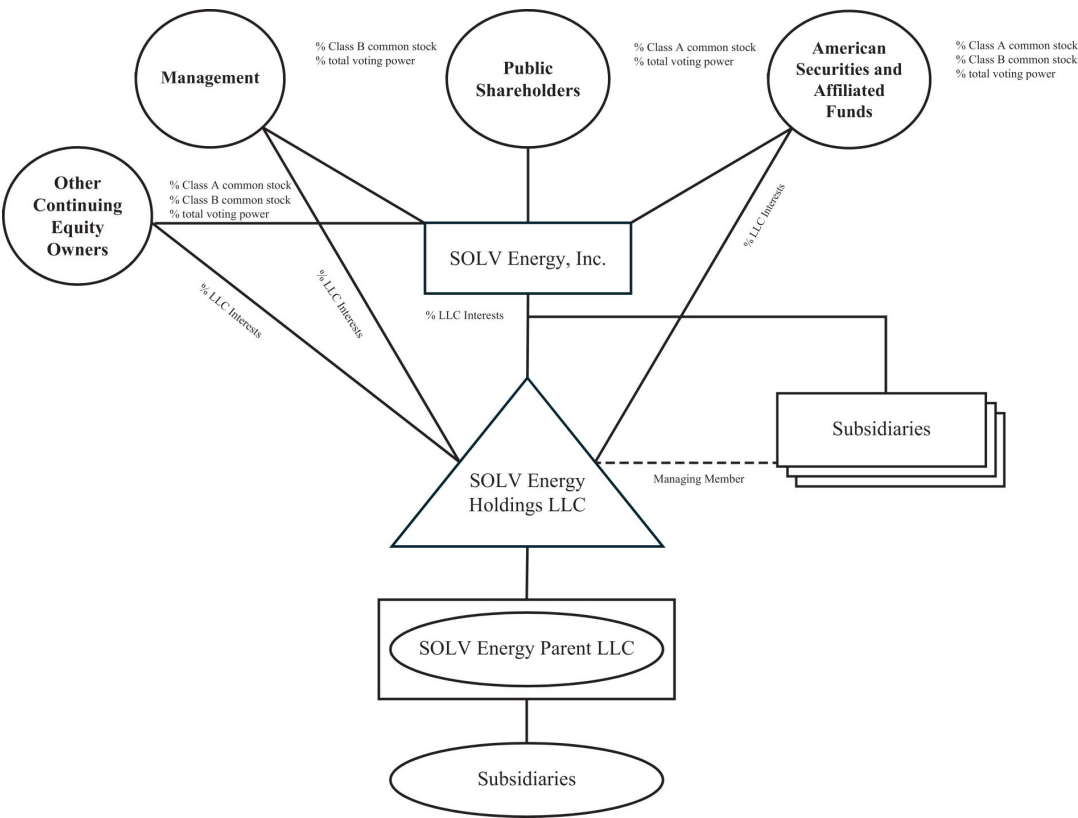 Management
% Class B common stock
% total voting power
Public
Shareholders
% Class A common stock
% total voting power
American
Securities and
Affiliated
Funds
% Class A common stock
% Class B common stock
% total voting power
Other
Continuing
Equity
Owners
% Class A common stock
% Class B common stock
% total voting power
SOLV Energy, Inc.
% LLC Interests
% LLC Interests
% LLC Interests
% LLC Interests
Subsidiaries
Managing Member
SOLV Energy
Holdings LLC
SOLV Energy Parent LLC
Subsidiaries